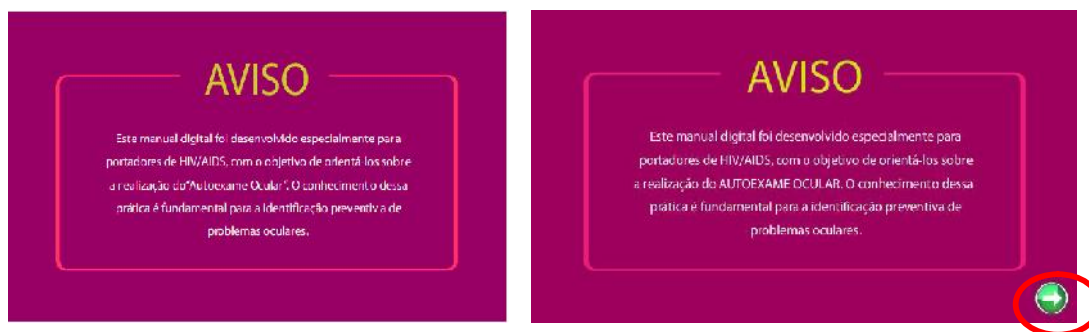 AVISO
Este manual digital foi desenvolvido especialmente para
portadores de HIV/AIDS, com o objetivo de orientá-los sobre
a realização do "Autoexame Ocular". O conhecimento dessa
prática é fundamental para a identificação preventiva de
problemas oculares.
AVISO
Este manual digital foi desenvolvido especialmente para
portadores de HIV/AIDS, com o objetivo de orientá-los sobre
a realização do AUTOEXAME OCULAR. O conhecimento dessa
prática é fundamental para a identificação preventiva de
problemas oculares.